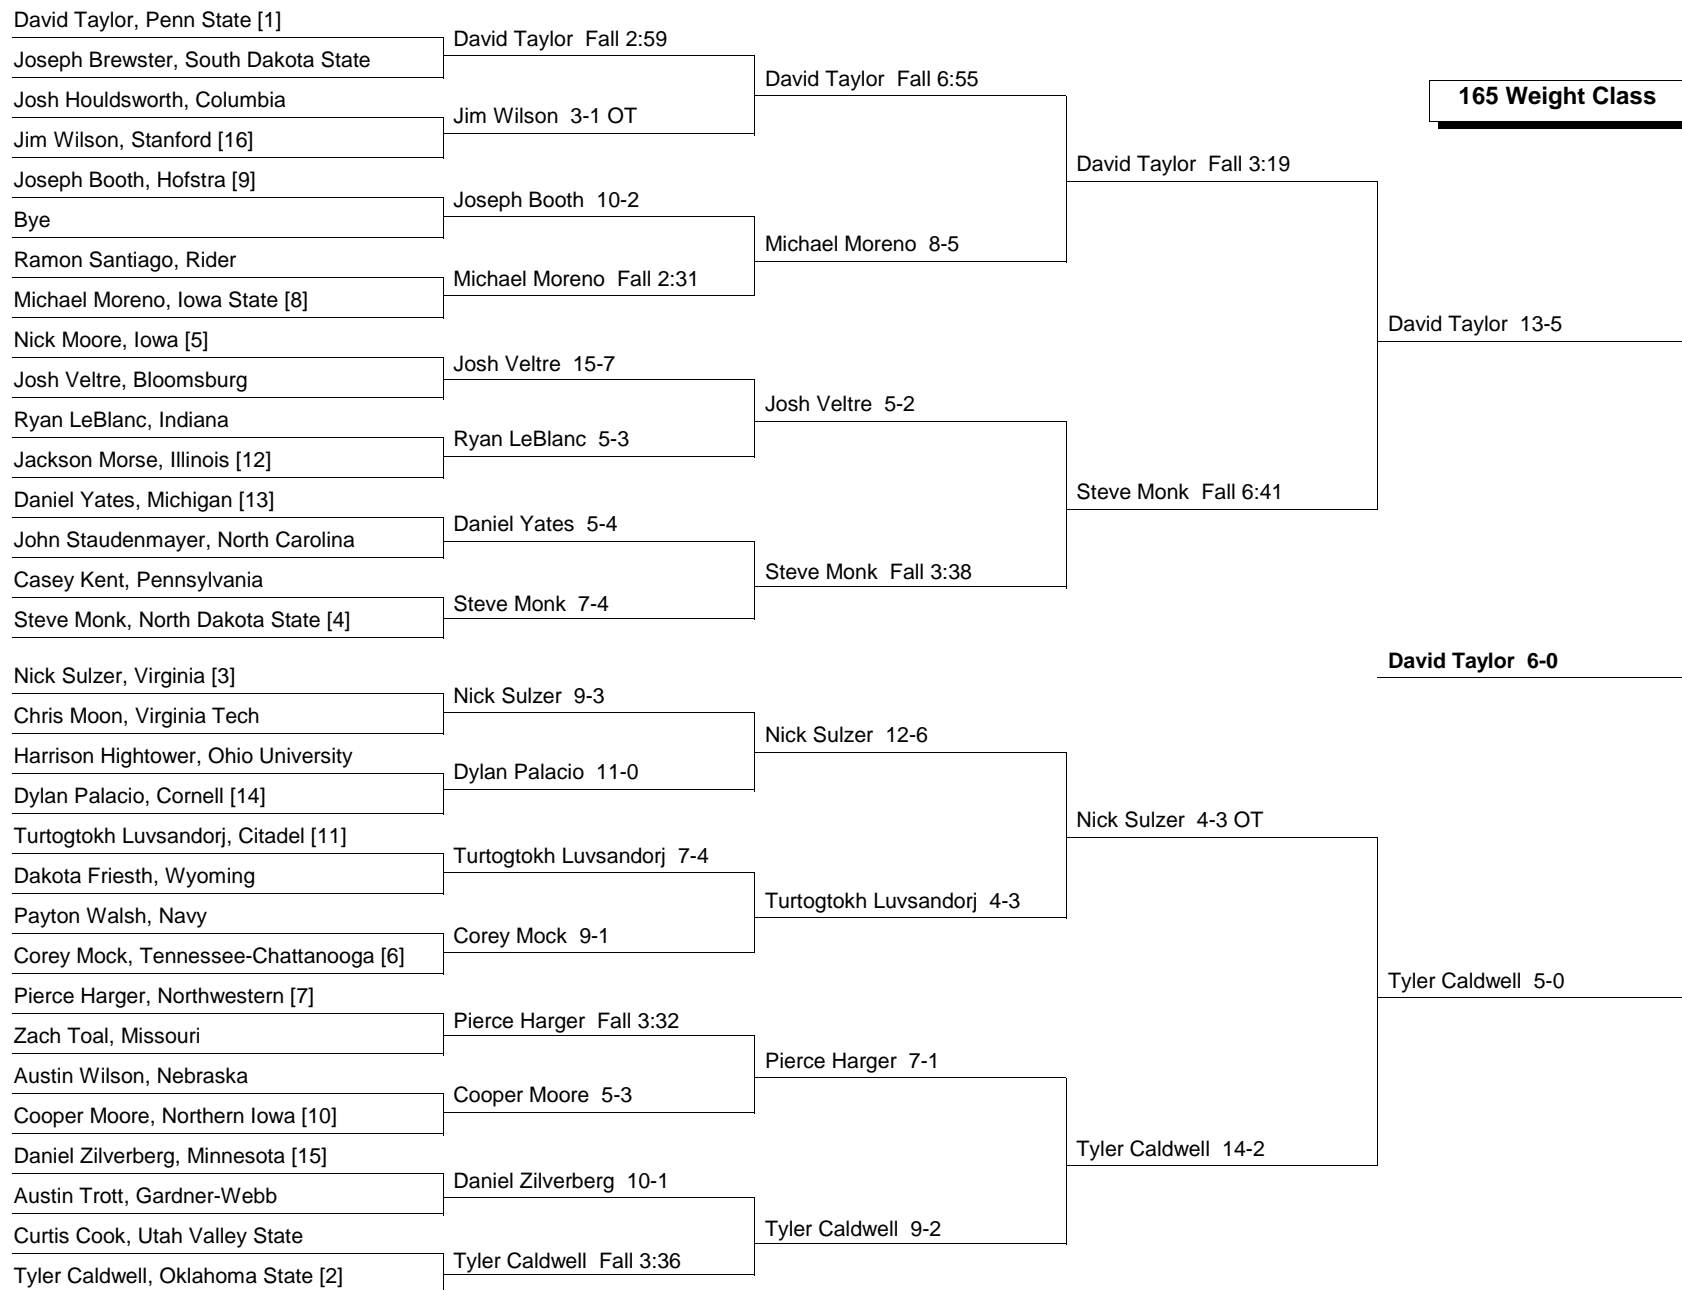 David Taylor, Penn State [1]
Joseph Brewster, South Dakota State
Josh Houldsworth, Columbia
Jim Wilson, Stanford [16]
Joseph Booth, Hofstra [9]
Bye
Ramon Santiago, Rider
Michael Moreno, Iowa State [8]
Nick Moore, Iowa [5]
Josh Veltre, Bloomsburg
Ryan LeBlanc, Indiana
Jackson Morse, Illinois [12]
Daniel Yates, Michigan [13]
John Staudenmayer, North Carolina
Casey Kent, Pennsylvania
Steve Monk, North Dakota State [4]
Nick Sulzer, Virginia [3]
Chris Moon, Virginia Tech
Harrison Hightower, Ohio University
Dylan Palacio, Cornell [14]
Turtogtokh Luvsandorj, Citadel [11]
Dakota Friesth, Wyoming
Payton Walsh, Navy
Corey Mock, Tennessee-Chattanooga [6]
Pierce Harger, Northwestern [7]
Zach Toal, Missouri
Austin Wilson, Nebraska
Cooper Moore, Northern Iowa [10]
Daniel Zilverberg, Minnesota [15]
Austin Trott, Gardner-Webb
Curtis Cook, Utah Valley State
Tyler Caldwell, Oklahoma State [2]
David Taylor Fall 2:59
Jim Wilson 3-1 OT
Joseph Booth 10-2
Michael Moreno Fall 2:31
Josh Veltre 15-7
Ryan LeBlanc 5-3
Daniel Yates 5-4
Steve Monk 7-4
Nick Sulzer 9-3
Dylan Palacio 11-0
Turtogtokh Luvsandorj 7-4
Corey Mock 9-1
Pierce Harger Fall 3:32
Cooper Moore 5-3
Daniel Zilverberg 10-1
Tyler Caldwell Fall 3:36
David Taylor Fall 6:55
Michael Moreno 8-5
Josh Veltre 5-2
Steve Monk Fall 3:38
Nick Sulzer 12-6
Turtogtokh Luvsandorj 4-3
Pierce Harger 7-1
Tyler Caldwell 9-2
David Taylor Fall 3:19
Steve Monk Fall 6:41
Nick Sulzer 4-3 OT
Tyler Caldwell 14-2
165 Weight Class
David Taylor 13-5
David Taylor 6-0
Tyler Caldwell 5-0